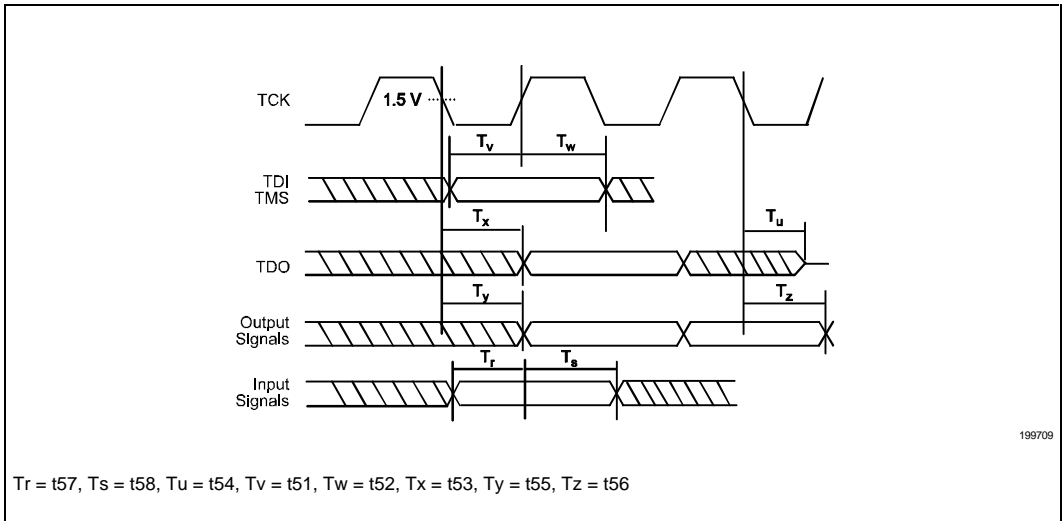 TCK
1.5 V
Tv
Tw
TDI
TMS
Tx
Tu
TDO
Ty
Tz
Output
Signals
Tr
Ts
Input
Signals
199709
Tr = t57, Ts = t58, Tu = t54, Tv = t51, Tw = t52, Tx = t53, Ty = t55, Tz = t56